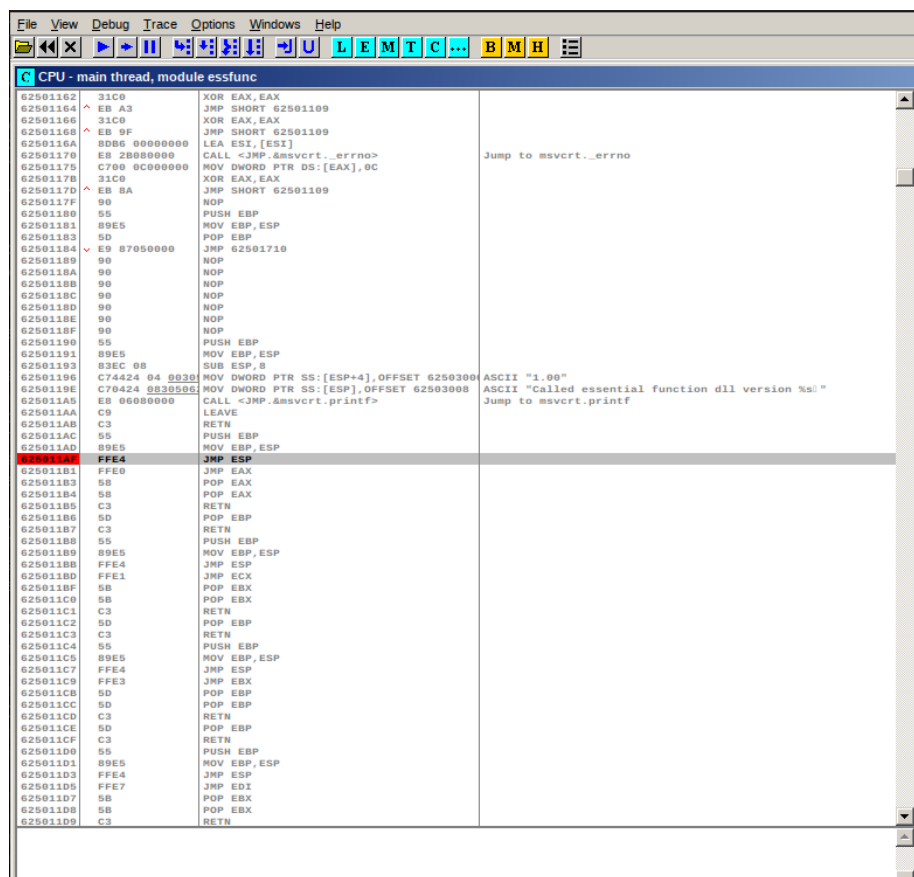 File View Debug Trace Options Windows Help
L E M T C ... B M H
C CPU - main thread, module essfunc
62501162 31C0 XOR EAX,EAX
62501164 ^ EB A3 JMP SHORT 62501109
62501166 31C0 XOR EAX,EAX
62501168 ^ EB 9F JMP SHORT 62501109
6250116A 8DB6 00000000 LEA ESI,[ESI]
62501170 E8 2B080000 CALL <JMP.&msvcrt._errno> Jump to msvcrt._errno
62501175 C700 0C000000 MOV DWORD PTR DS:[EAX],0C
6250117B 31C0 XOR EAX,EAX
6250117D ^ EB 8A JMP SHORT 62501109
6250117F 90 NOP
62501180 55 PUSH EBP
62501181 89E5 MOV EBP,ESP
62501183 5D POP EBP
62501184 v E9 87050000 JMP 62501710
62501189 90 NOP
6250118A 90 NOP
6250118B 90 NOP
6250118C 90 NOP
6250118D 90 NOP
6250118E 90 NOP
6250118F 90 NOP
62501190 55 PUSH EBP
62501191 89E5 MOV EBP,ESP
62501193 83EC 08 SUB ESP,8
62501196 C74424 04 0030 MOV DWORD PTR SS:[ESP+4],OFFSET 6250300 ASCII "1.00"
6250119E C70424 0830506 MOV DWORD PTR SS:[ESP],OFFSET 62503008 ASCII "Called essential function dll version %s"
625011A5 E8 06080000 CALL <JMP.&msvcrt.printf> Jump to msvcrt.printf
625011AA C9 LEAVE
625011AB C3 RETN
625011AC 55 PUSH EBP
625011AD 89E5 MOV EBP,ESP
625011AF FFE4 JMP ESP
625011B1 FFE0 JMP EAX
625011B3 58 POP EAX
625011B4 58 POP EAX
625011B5 C3 RETN
625011B6 5D POP EBP
625011B7 C3 RETN
625011B8 55 PUSH EBP
625011B9 89E5 MOV EBP,ESP
625011BB FFE4 JMP ESP
625011BD FFE1 JMP ECX
625011BF 5B POP EBX
625011C0 5B POP EBX
625011C1 C3 RETN
625011C2 5D POP EBP
625011C3 C3 RETN
625011C4 55 PUSH EBP
625011C5 89E5 MOV EBP,ESP
625011C7 FFE4 JMP ESP
625011C9 FFE3 JMP EBX
625011CB 5D POP EBP
625011CC 5D POP EBP
625011CD C3 RETN
625011CE 5D POP EBP
625011CF C3 RETN
625011D0 55 PUSH EBP
625011D1 89E5 MOV EBP,ESP
625011D3 FFE4 JMP ESP
625011D5 FFE7 JMP EDI
625011D7 5B POP EBX
625011D8 5B POP EBX
625011D9 C3 RETN